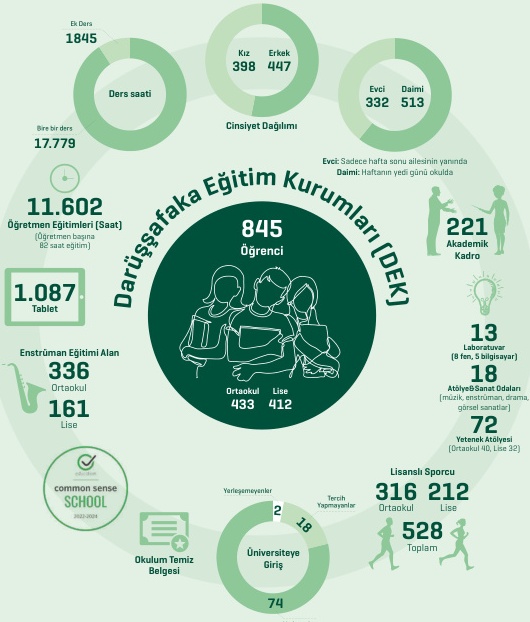 Ek Ders
1845
Ders saati
Bire bir ders
17.779
Kız Erkek
398 447
Cinsiyet Dağılımı
Evci Daimi
332 513
Evci: Sadece hafta sonu ailesinin yanında
Daimi: Haftanın yedi günü okulda
11.602
Öğretmen Eğitimleri (Saat)
(Öğretmen başına
82 saat eğitim)
1.087
Tablet
Enstrüman Eğitimi Alan
336
Ortaokul
161
Lise
common sense
SCHOOL
Darüşşafaka Eğitim Kurumları (DEK)
845
Öğrenci
Ortaokul Lise
433 412
221
Akademik
Kadro
13
Laboratuvar
(8 fen, 5 bilgisayar)
18
Atölye&Sanat Odaları
(müzik, enstrüman, drama,
görsel sanatlar)
72
Yetenek Atölyesi
(Ortaokul 40, Lise 32)
Lisanslı Sporcu
316 212
Ortaokul Lise
528
Toplam
Okulum Temiz
Belgesi
Yerleşemeyenler
2
Tercih
Yapmayanlar
18
Üniversiteye
Giriş
74